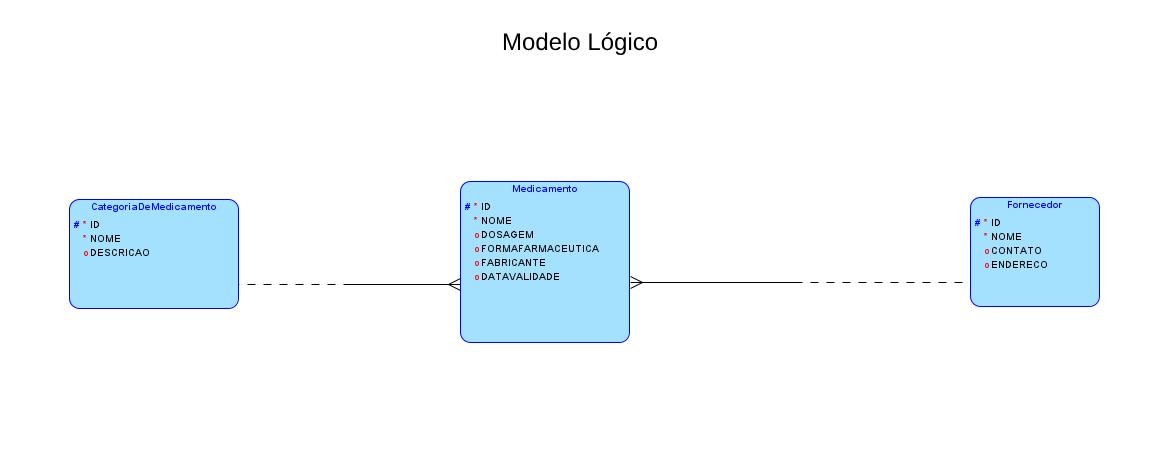 Modelo Lógico
CategoriaDeMedicamento
# * ID
* NOME
o DESCRICAO
Medicamento
# * ID
* NOME
o DOSAGEM
o FORMAFARMACEUTICA
o FABRICANTE
o DATAVALIDADE
Fornecedor
# * ID
* NOME
o CONTATO
o ENDERECO